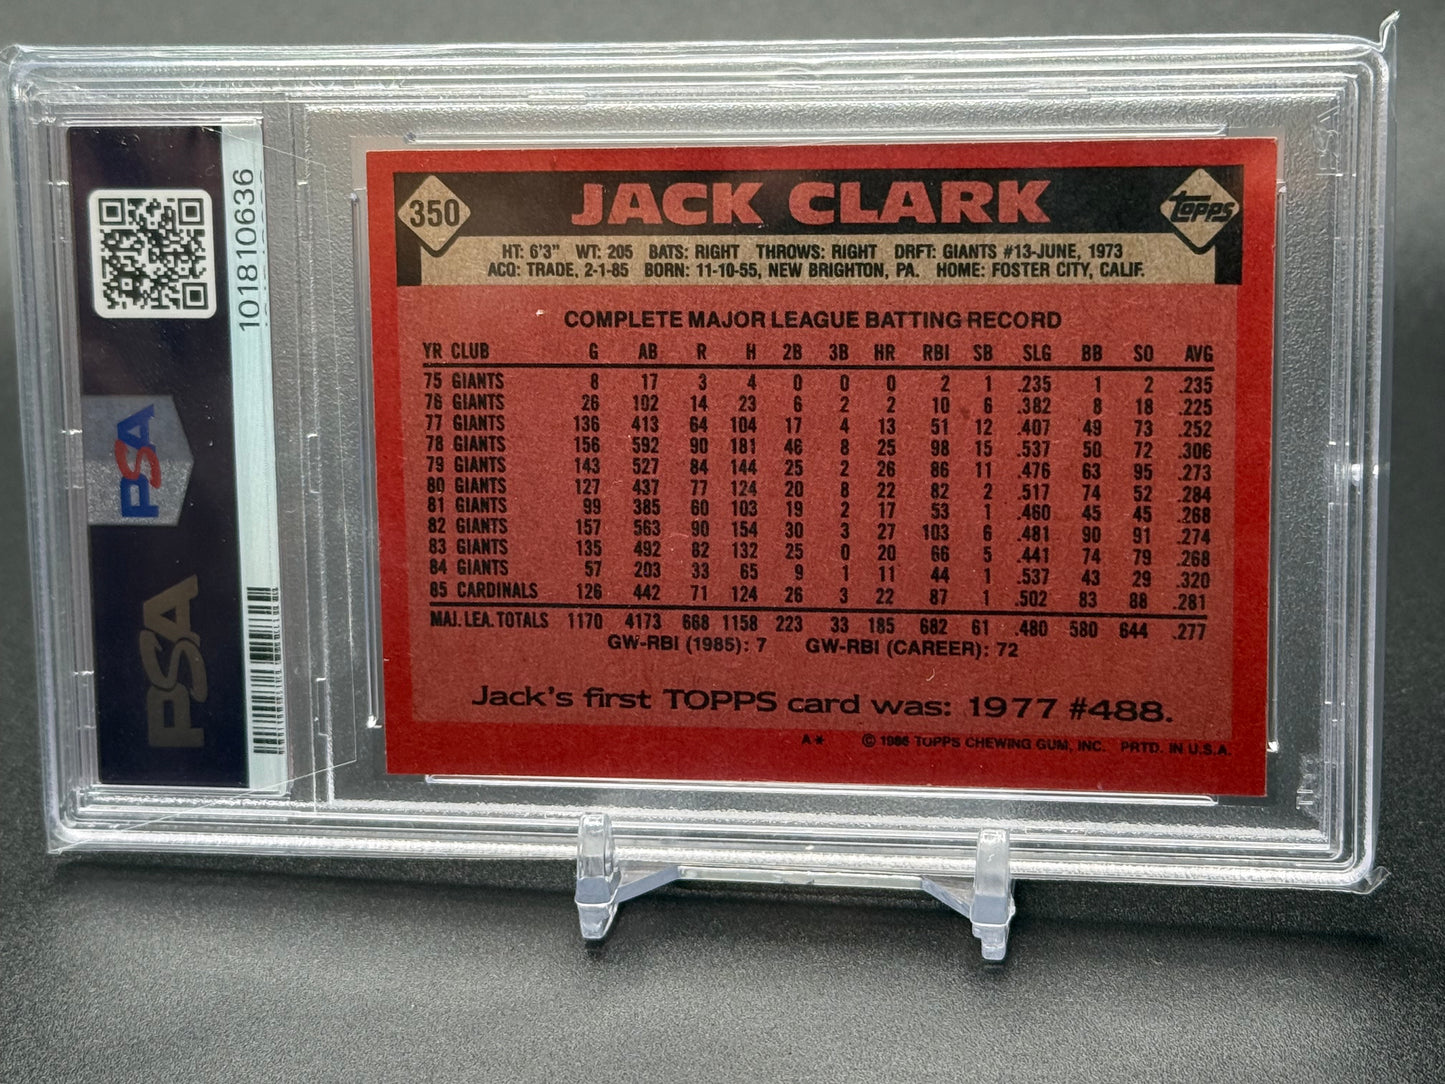 101810636
PSA
PSA
350
JACK CLARK
topps
HT: 6'3" WT: 205 BATS: RIGHT THROWS: RIGHT DRFT: GIANTS #13-JUNE, 1973
ACQ: TRADE, 2-1-85 BORN: 11-10-55, NEW BRIGHTON, PA. HOME: FOSTER CITY, CALIF.
COMPLETE MAJOR LEAGUE BATTING RECORD
YR CLUB G AB R H 2B 3B HR RBI SB SLG BB SO AVG
75 GIANTS 8 17 3 4 0 0 0 2 1 .235 1 2 .235
76 GIANTS 26 102 14 23 6 2 2 10 6 .382 8 18 .225
77 GIANTS 136 413 64 104 17 4 13 51 12 .407 49 73 .252
78 GIANTS 156 592 90 181 46 8 25 98 15 .537 50 72 .306
79 GIANTS 143 527 84 144 25 2 26 86 11 .476 63 95 .273
80 GIANTS 127 437 77 124 20 8 22 82 2 .517 74 52 .284
81 GIANTS 99 385 60 103 19 2 17 53 1 .460 45 45 .268
82 GIANTS 157 563 90 154 30 3 27 103 6 .481 90 91 .274
83 GIANTS 135 492 82 132 25 0 20 66 5 .441 74 79 .268
84 GIANTS 57 203 33 65 9 1 11 44 1 .537 43 29 .320
85 CARDINALS 126 442 71 124 26 3 22 87 1 .502 83 88 .281
MAJ. LEA. TOTALS 1170 4173 668 1158 223 33 185 682 61 .480 580 644 .277
GW-RBI (1985): 7 GW-RBI (CAREER): 72
Jack's first TOPPS card was: 1977 #488.
A* © 1986 TOPPS CHEWING GUM, INC. PRTD. IN U.S.A.